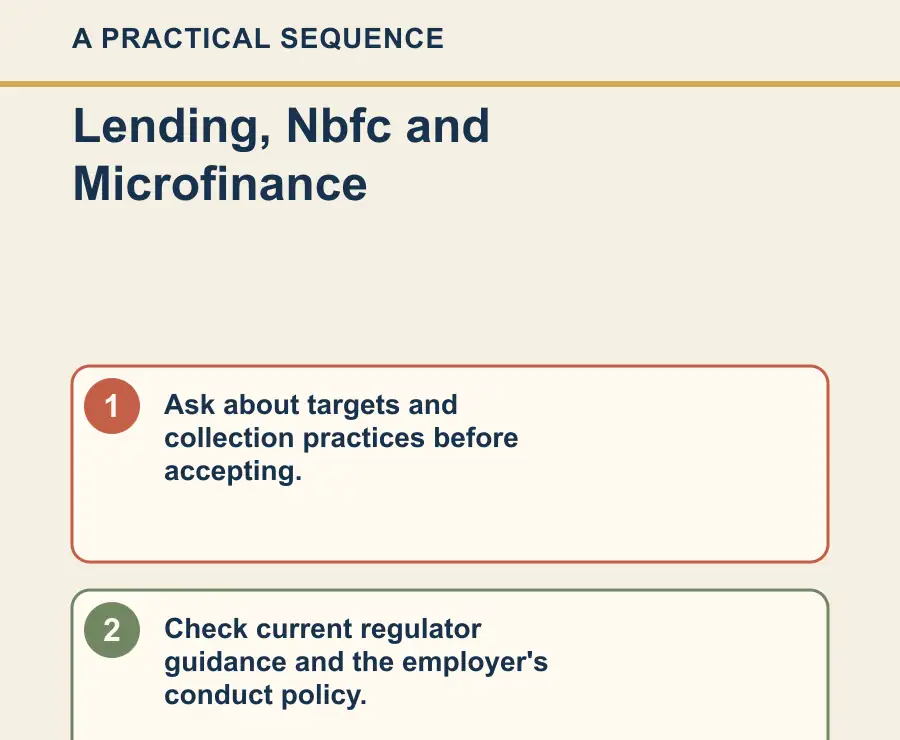 A PRACTICAL SEQUENCE
Lending, Nbfc and
Microfinance
1
Ask about targets and
collection practices before
accepting.
2
Check current regulator
guidance and the employer's
conduct policy.